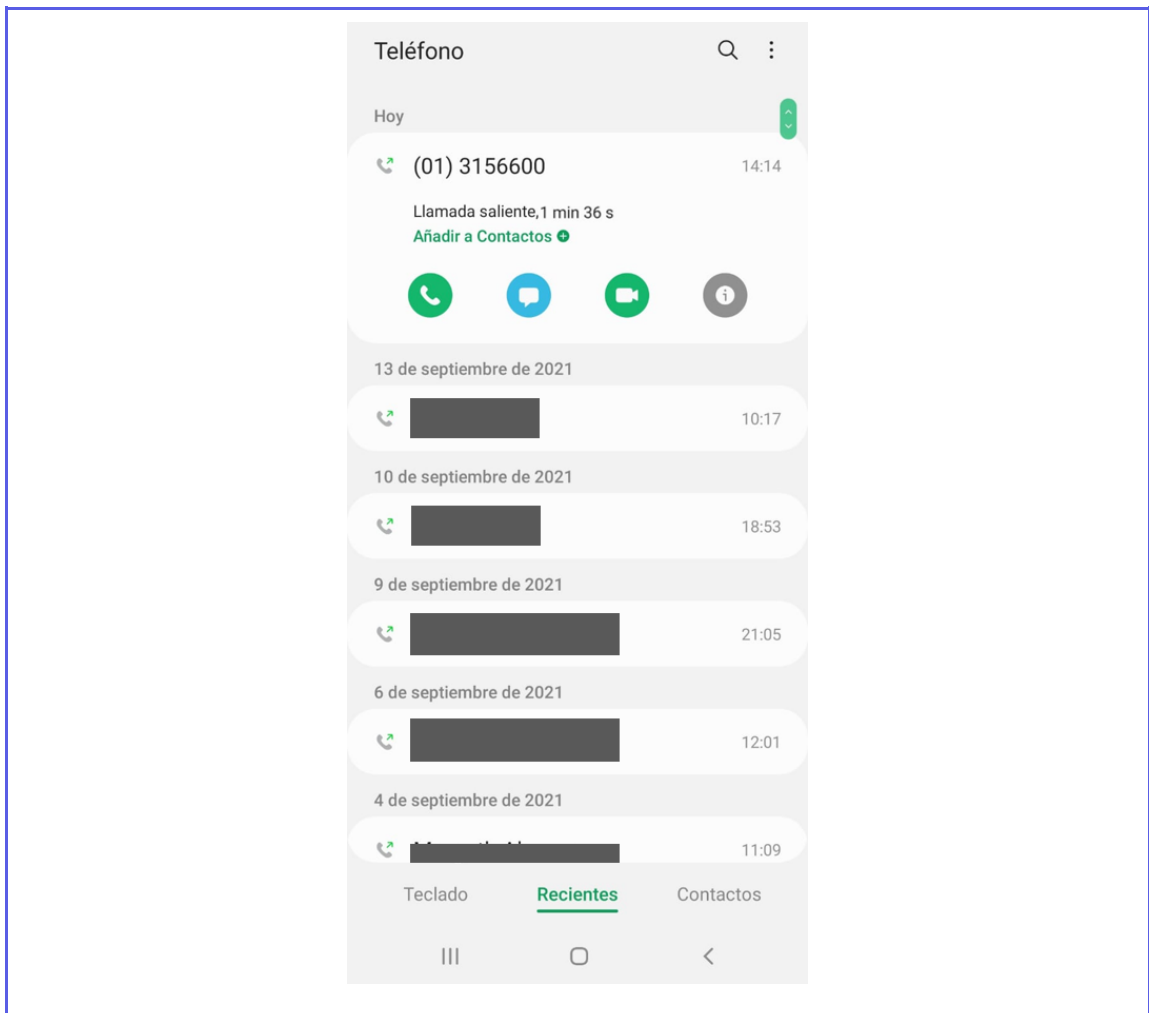 Teléfono
Hoy
(01) 3156600 14:14
Llamada saliente,1 min 36 s
Añadir a Contactos
13 de septiembre de 2021
10:17
10 de septiembre de 2021
18:53
9 de septiembre de 2021
21:05
6 de septiembre de 2021
12:01
4 de septiembre de 2021
11:09
Teclado Recientes Contactos